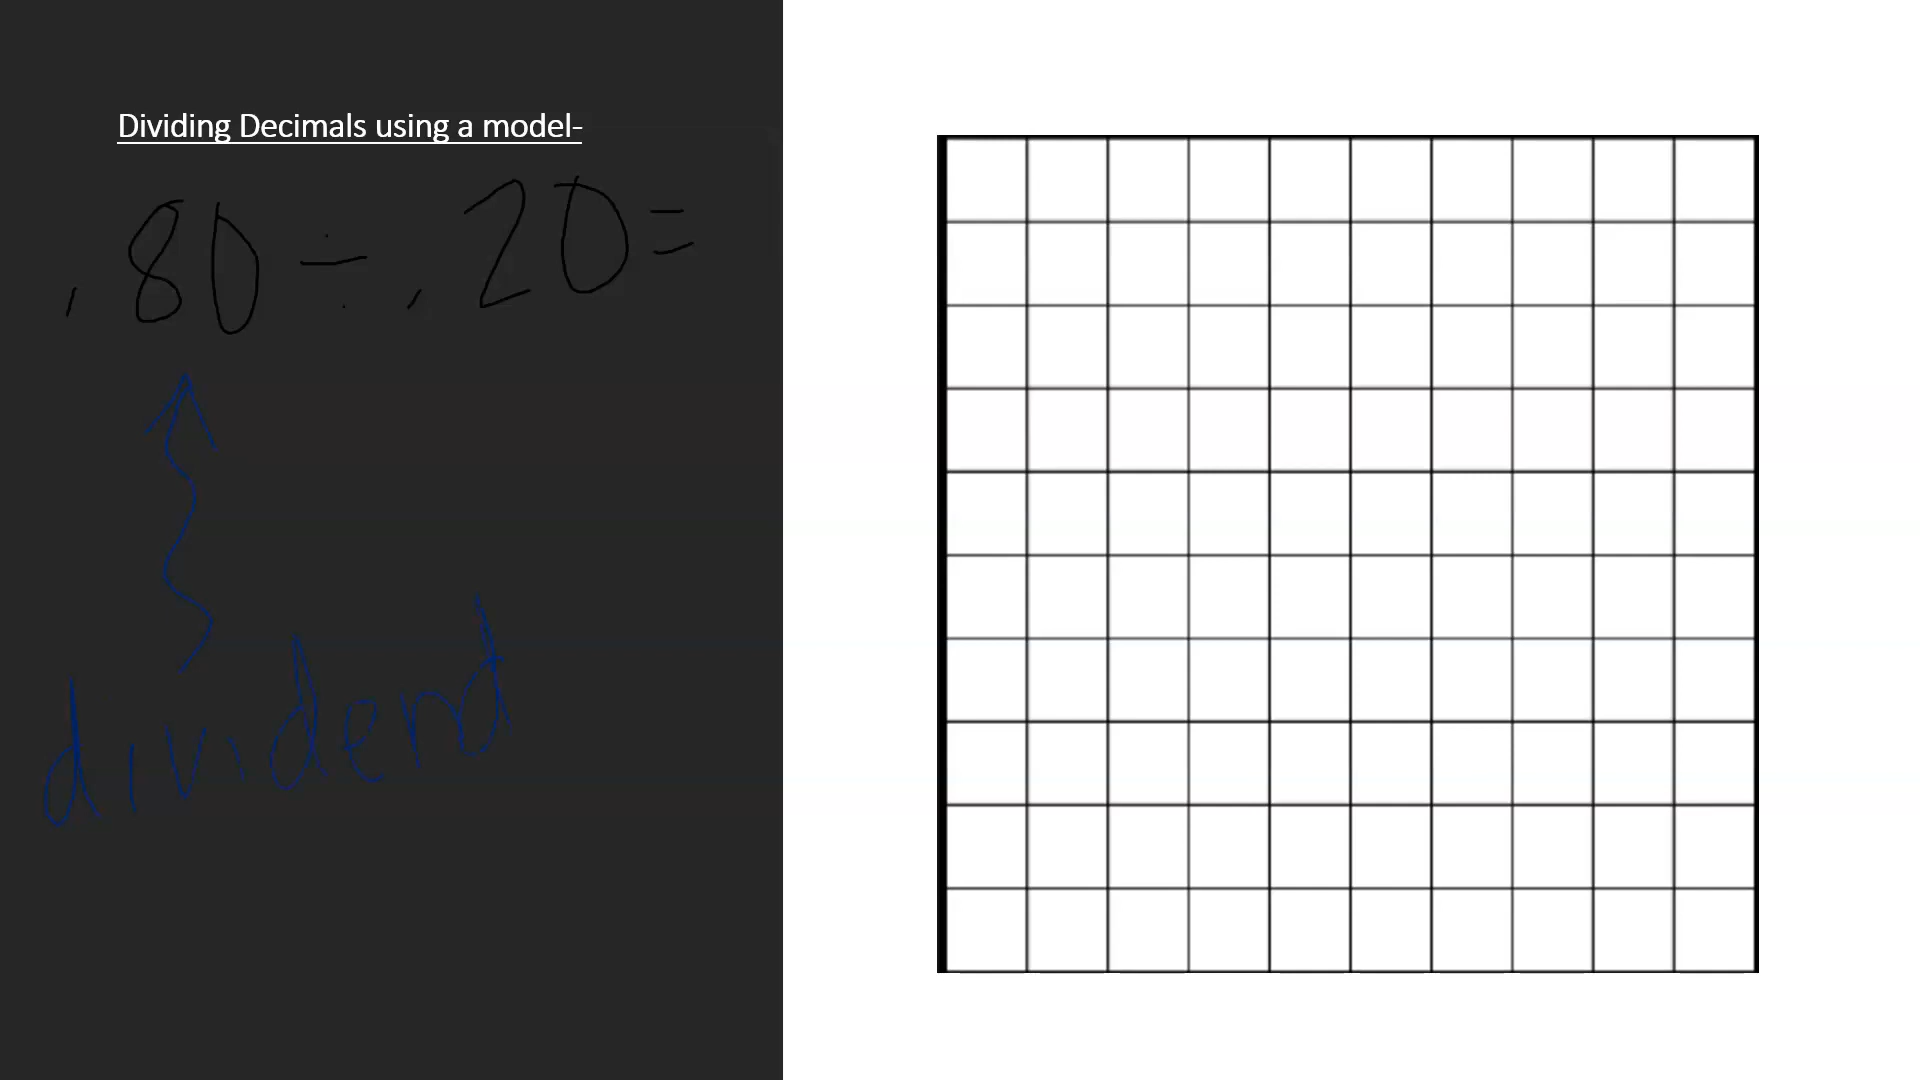 Dividing Decimals using a model-
.80 ÷ .20=
dividend